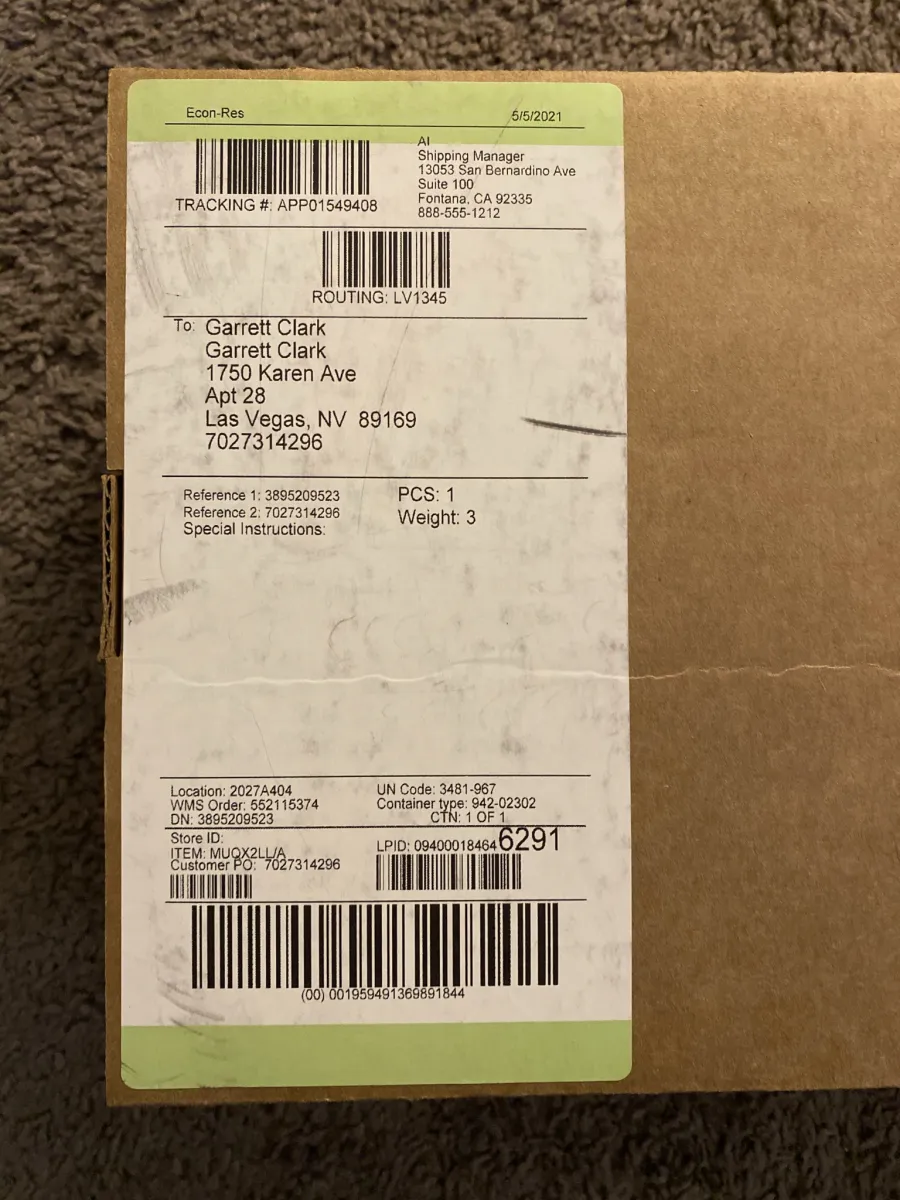 Econ-Res 5/5/2021
AI
Shipping Manager
13053 San Bernardino Ave
Suite 100
Fontana, CA 92335
888-555-1212
TRACKING #: APP01549408
ROUTING: LV1345
To: Garrett Clark
Garrett Clark
1750 Karen Ave
Apt 28
Las Vegas, NV 89169
7027314296
Reference 1: 3895209523
Reference 2: 7027314296
Special Instructions:
PCS: 1
Weight: 3
Location: 2027A404
WMS Order: 552115374
DN: 3895209523
UN Code: 3481-967
Container type: 942-02302
CTN: 1 OF 1
Store ID:
ITEM: MUQX2LL/A
Customer PO: 7027314296
LPID: 094000184646291
(00) 001959491369891844